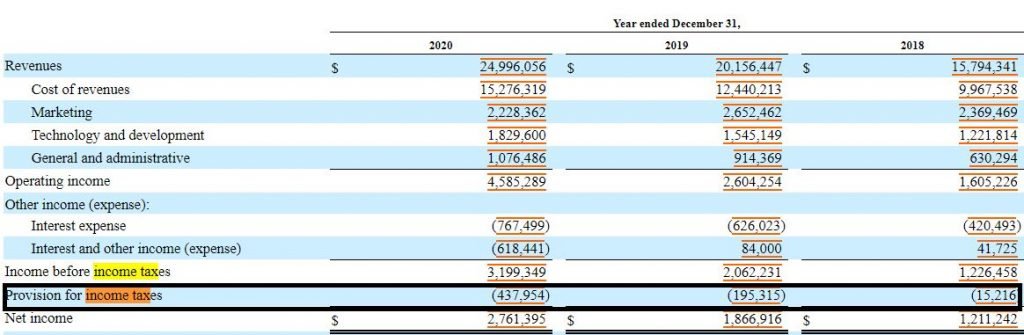 Year ended December 31,
2020 2019 2018
Revenues $ 24,996,056 $ 20,156,447 $ 15,794,341
Cost of revenues 15,276,319 12,440,213 9,967,538
Marketing 2,228,362 2,652,462 2,369,469
Technology and development 1,829,600 1,545,149 1,221,814
General and administrative 1,076,486 914,369 630,294
Operating income 4,585,289 2,604,254 1,605,226
Other income (expense):
Interest expense (767,499) (626,023) (420,493)
Interest and other income (expense) (618,441) 84,000 41,725
Income before income taxes 3,199,349 2,062,231 1,226,458
Provision for income taxes (437,954) (195,315) (15,216
Net income $ 2,761,395 $ 1,866,916 $ 1,211,242